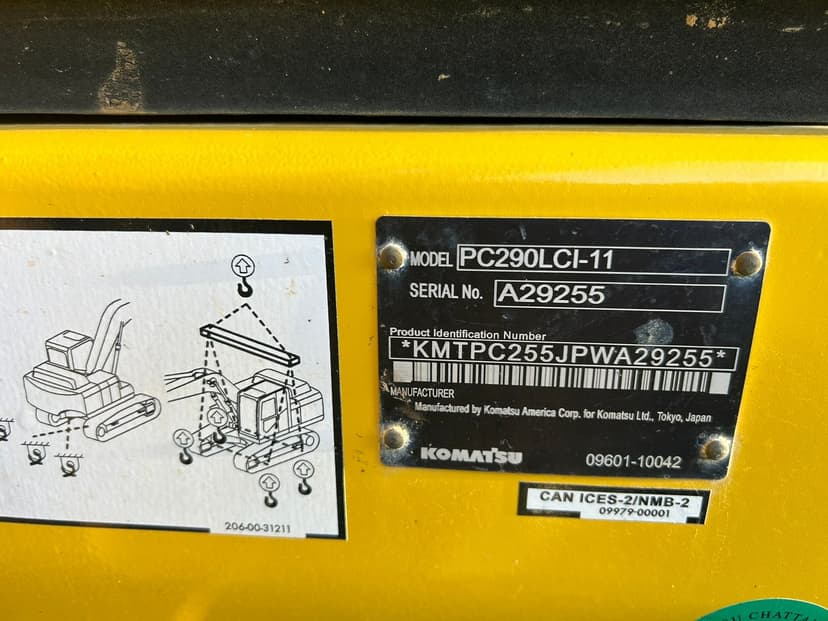 MODEL PC290LCI-11
SERIAL No. A29255
Product Identification Number
*KMTPC255JPWA29255*
MANUFACTURER
Manufactured by Komatsu America Corp. for Komatsu Ltd., Tokyo, Japan
KOMATSU 09601-10042
CAN ICES-2/NMB-2
09979-00001
206-00-31211
CHATTA